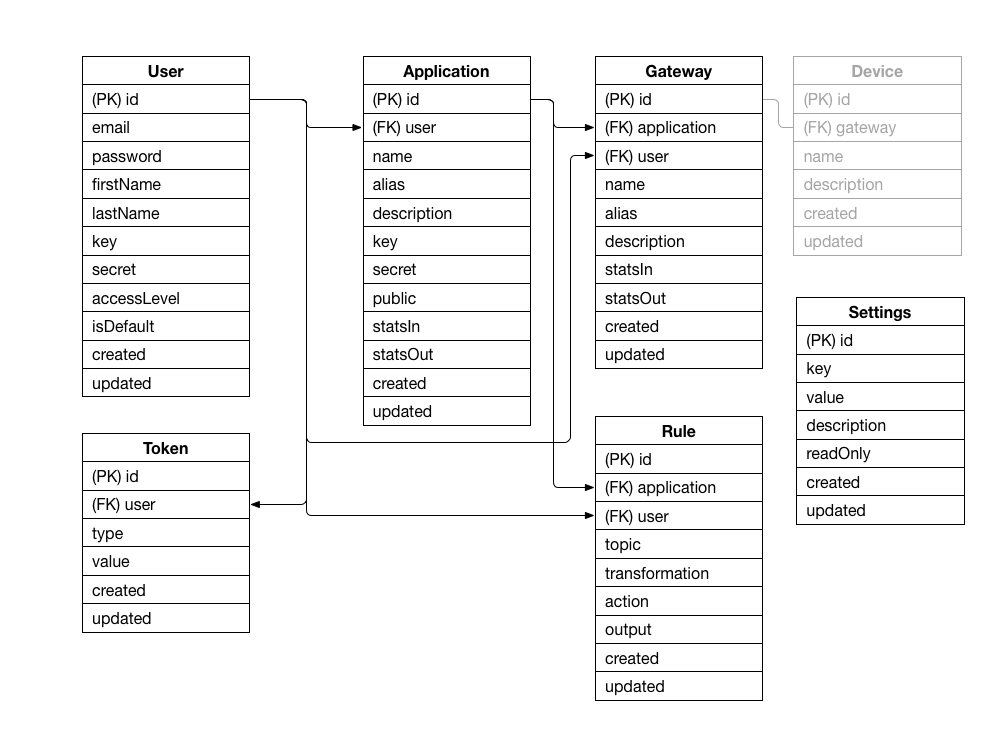 User
(PK) id
email
password
firstName
lastName
key
secret
accessLevel
isDefault
created
updated
Application
(PK) id
(FK) user
name
alias
description
key
secret
public
statsIn
statsOut
created
updated
Gateway
(PK) id
(FK) application
(FK) user
name
alias
description
statsIn
statsOut
created
updated
Device
(PK) id
(FK) gateway
name
description
created
updated
Settings
(PK) id
key
value
description
readOnly
created
updated
Token
(PK) id
(FK) user
type
value
created
updated
Rule
(PK) id
(FK) application
(FK) user
topic
transformation
action
output
created
updated